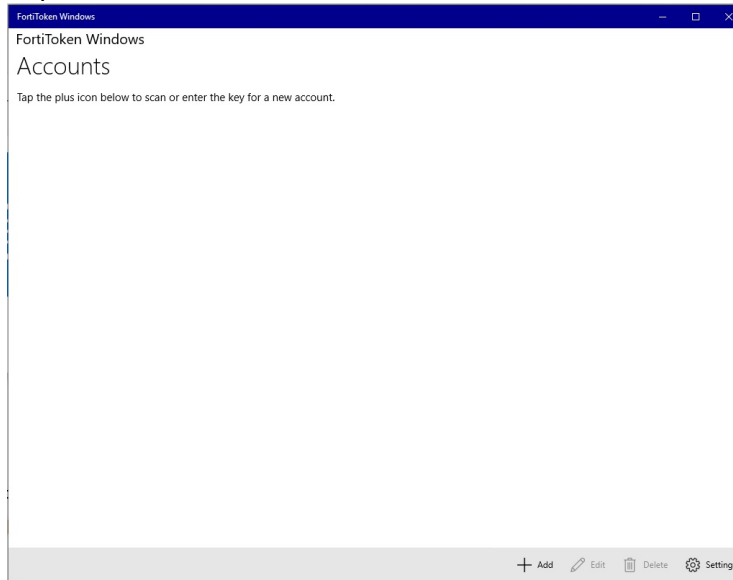 FortiToken Windows
FortiToken Windows
Accounts
Tap the plus icon below to scan or enter the key for a new account.
Add Edit Delete Setting